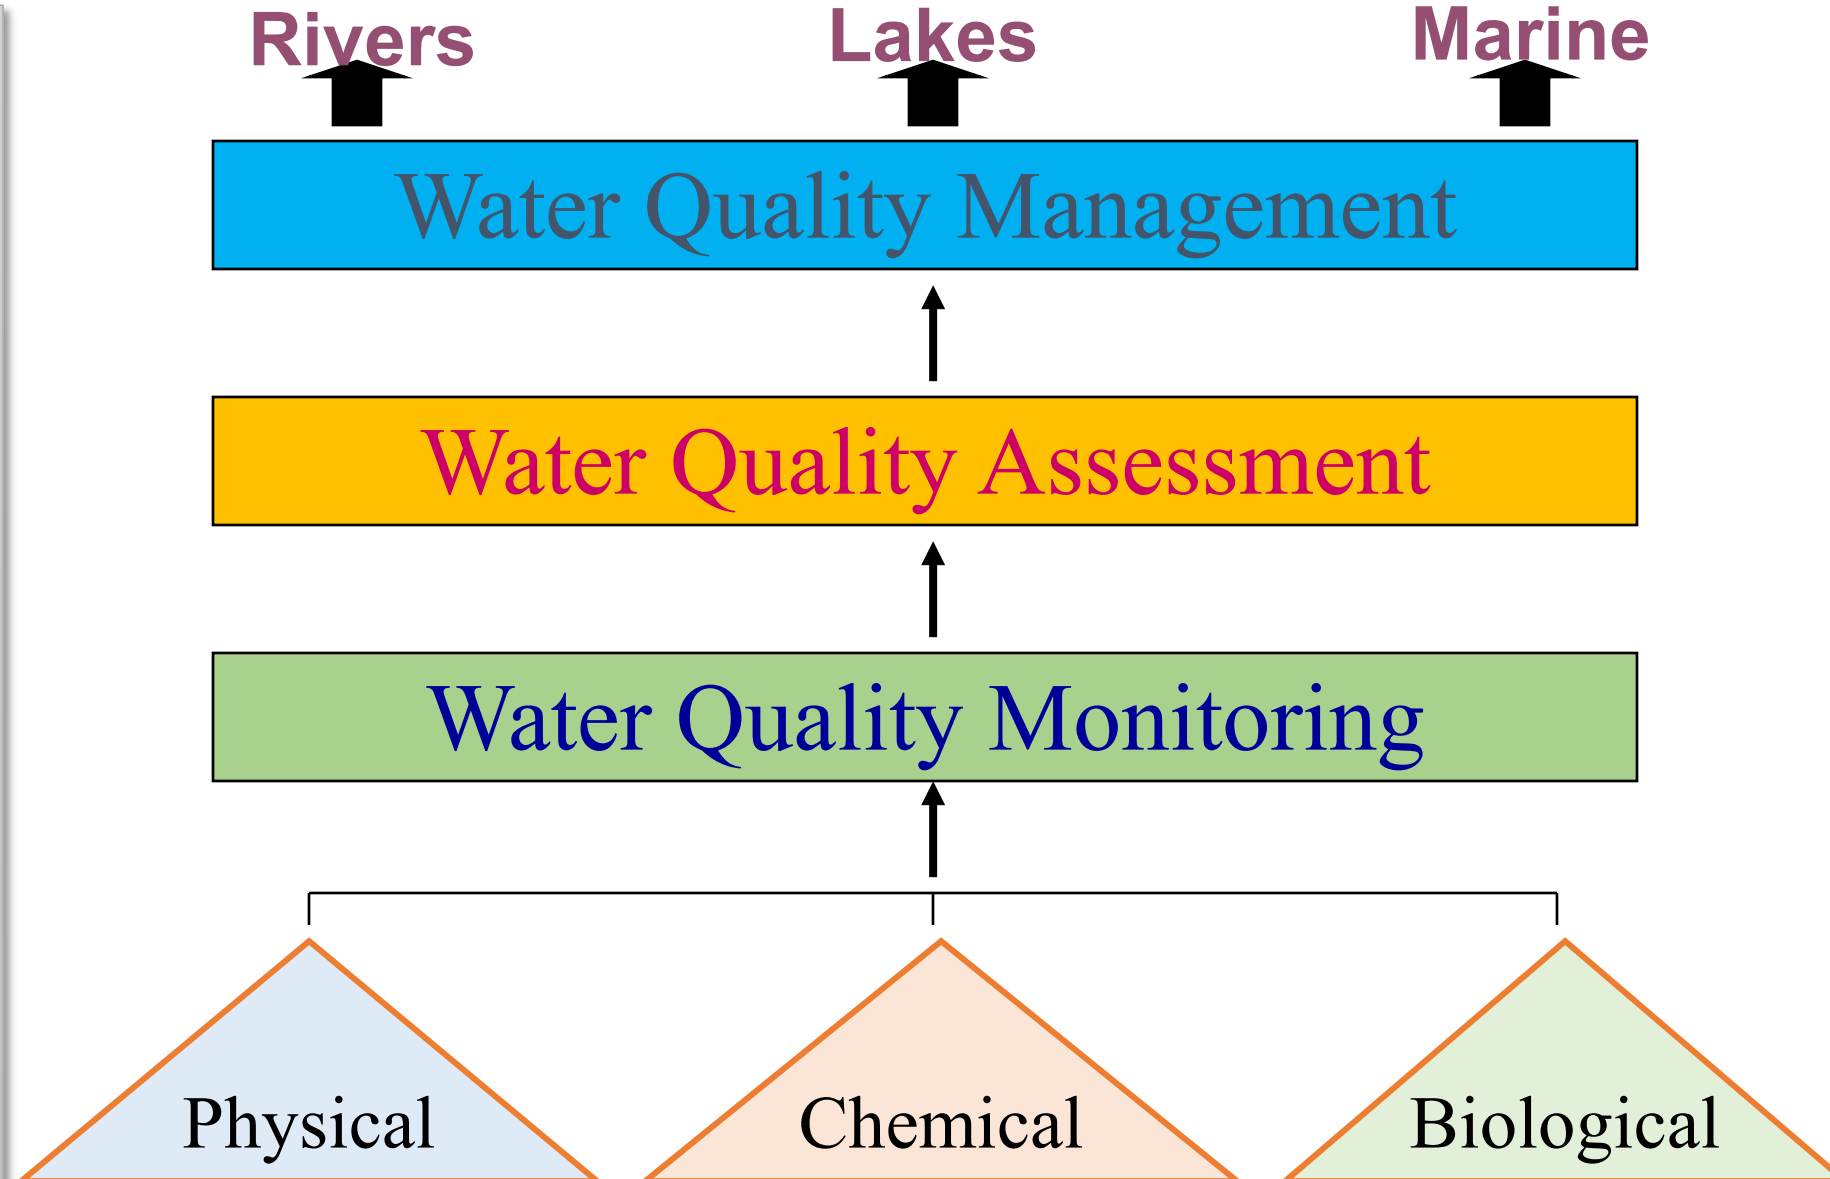 Rivers Lakes Marine
Water Quality Management
Water Quality Assessment
Water Quality Monitoring
Physical Chemical Biological